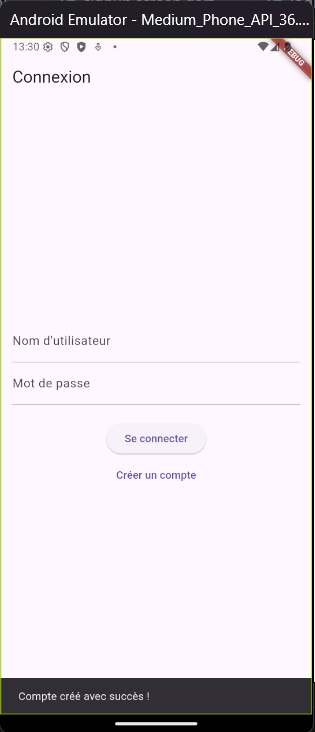 Android Emulator - Medium_Phone_API_36....
13:30
DEBUG
Connexion
Nom d'utilisateur
Mot de passe
Se connecter
Créer un compte
Compte créé avec succès !